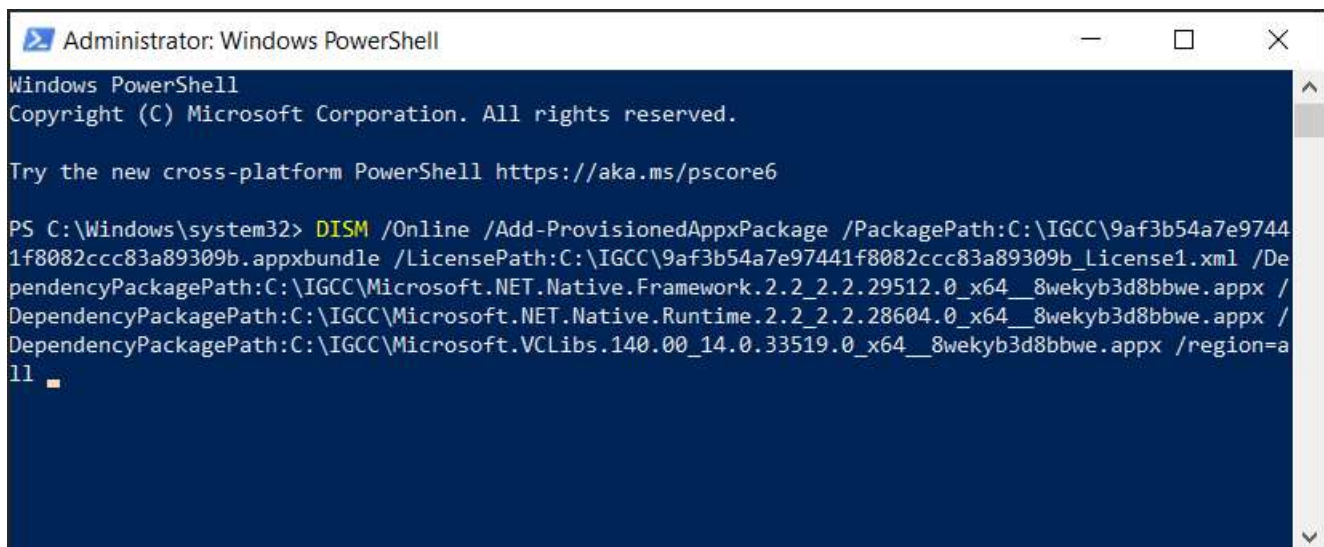 Administrator: Windows PowerShell
Windows PowerShell
Copyright (C) Microsoft Corporation. All rights reserved.
Try the new cross-platform PowerShell https://aka.ms/pscore6
PS C:\Windows\system32> DISM /Online /Add-ProvisionedAppxPackage /PackagePath:C:\IGCC\9af3b54a7e9744
1f8082ccc83a89309b.appxbundle /LicensePath:C:\IGCC\9af3b54a7e97441f8082ccc83a89309b_License1.xml /De
pendencyPackagePath:C:\IGCC\Microsoft.NET.Native.Framework.2.2_2.2.29512.0_x64__8wekyb3d8bbwe.appx /
DependencyPackagePath:C:\IGCC\Microsoft.NET.Native.Runtime.2.2_2.2.28604.0_x64__8wekyb3d8bbwe.appx /
DependencyPackagePath:C:\IGCC\Microsoft.VCLibs.140.00_14.0.33519.0_x64__8wekyb3d8bbwe.appx /region=a
ll